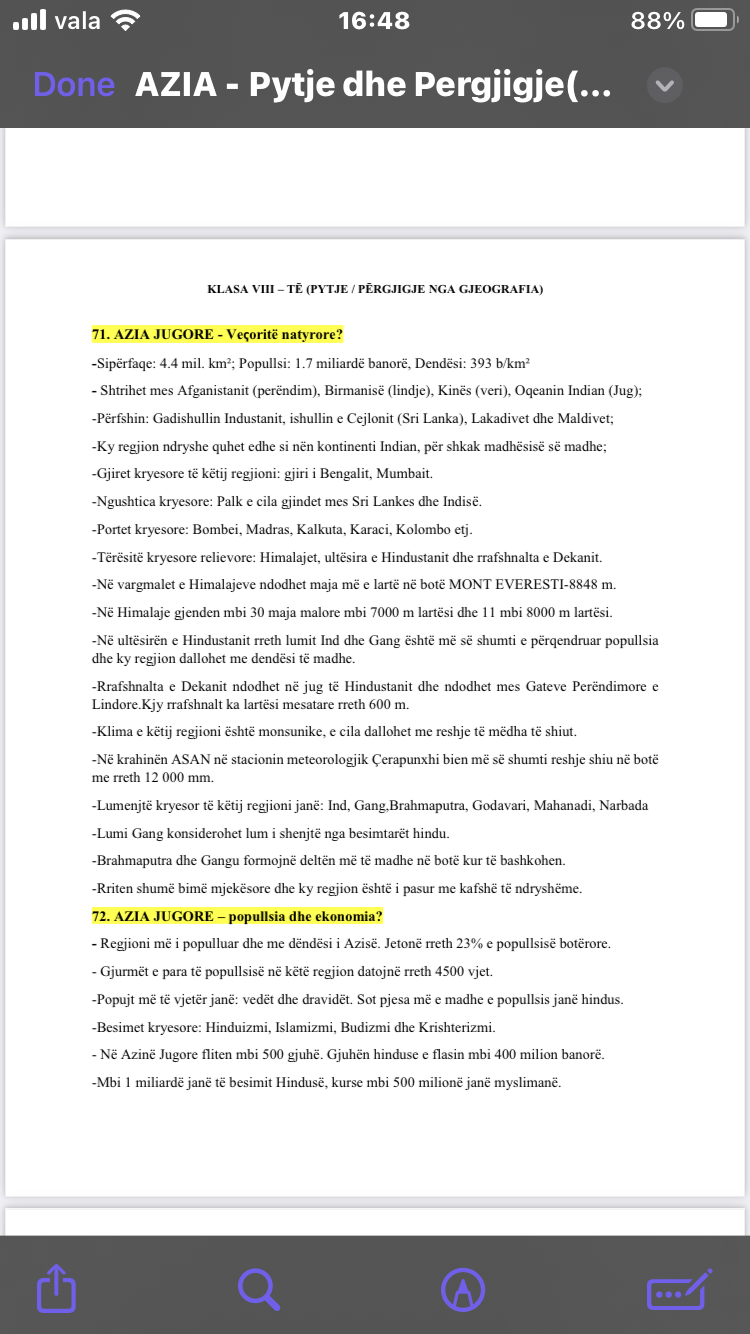 vala 16:48 88%
Done AZIA - Pytje dhe Pergjigje(...
KLASA VIII – TË (PYTJE / PËRGJIGJE NGA GJEOGRAFIA)
71. AZIA JUGORE - Veçoritë natyrore?
-Sipërfaqe: 4.4 mil. km²; Popullsi: 1.7 miliardë banorë, Dendësi: 393 b/km²
- Shtrihet mes Afganistanit (perëndim), Birmanisë (lindje), Kinës (veri), Oqeanin Indian (Jug);
-Përfshin: Gadishullin Industanit, ishullin e Cejlonit (Sri Lanka), Lakadivet dhe Maldivet;
-Ky regjion ndryshe quhet edhe si nën kontinenti Indian, për shkak madhësisë së madhe;
-Gjiret kryesore të këtij regjioni: gjiri i Bengalit, Mumbait.
-Ngushtica kryesore: Palk e cila gjindet mes Sri Lankes dhe Indisë.
-Portet kryesore: Bombei, Madras, Kalkuta, Karaci, Kolombo etj.
-Tërësitë kryesore relievore: Himalajet, ultësira e Hindustanit dhe rrafshnalta e Dekanit.
-Në vargmalet e Himalajeve ndodhet maja më e lartë në botë MONT EVERESTI-8848 m.
-Në Himalaje gjenden mbi 30 maja malore mbi 7000 m lartësi dhe 11 mbi 8000 m lartësi.
-Në ultësirën e Hindustanit rreth lumit Ind dhe Gang është më së shumti e përqendruar popullsia
dhe ky regjion dallohet me dendësi të madhe.
-Rrafshnalta e Dekanit ndodhet në jug të Hindustanit dhe ndodhet mes Gateve Perëndimore e
Lindore.Kjy rrafshnalt ka lartësi mesatare rreth 600 m.
-Klima e këtij regjioni është monsunike, e cila dallohet me reshje të mëdha të shiut.
-Në krahinën ASAN në stacionin meteorologjik Çerapunxhi bien më së shumti reshje shiu në botë
me rreth 12 000 mm.
-Lumenjtë kryesor të këtij regjioni janë: Ind, Gang,Brahmaputra, Godavari, Mahanadi, Narbada
-Lumi Gang konsiderohet lum i shenjtë nga besimtarët hindu.
-Brahmaputra dhe Gangu formojnë deltën më të madhe në botë kur të bashkohen.
-Rriten shumë bimë mjekësore dhe ky regjion është i pasur me kafshë të ndryshëme.
72. AZIA JUGORE – popullsia dhe ekonomia?
- Regjioni më i populluar dhe me dëndësi i Azisë. Jetonë rreth 23% e popullsisë botërore.
- Gjurmët e para të popullsisë në këtë regjion datojnë rreth 4500 vjet.
-Popujt më të vjetër janë: vedët dhe dravidët. Sot pjesa më e madhe e popullsis janë hindus.
-Besimet kryesore: Hinduizmi, Islamizmi, Budizmi dhe Krishterizmi.
- Në Azinë Jugore fliten mbi 500 gjuhë. Gjuhën hinduse e flasin mbi 400 milion banorë.
-Mbi 1 miliardë janë të besimit Hindusë, kurse mbi 500 milionë janë myslimanë.